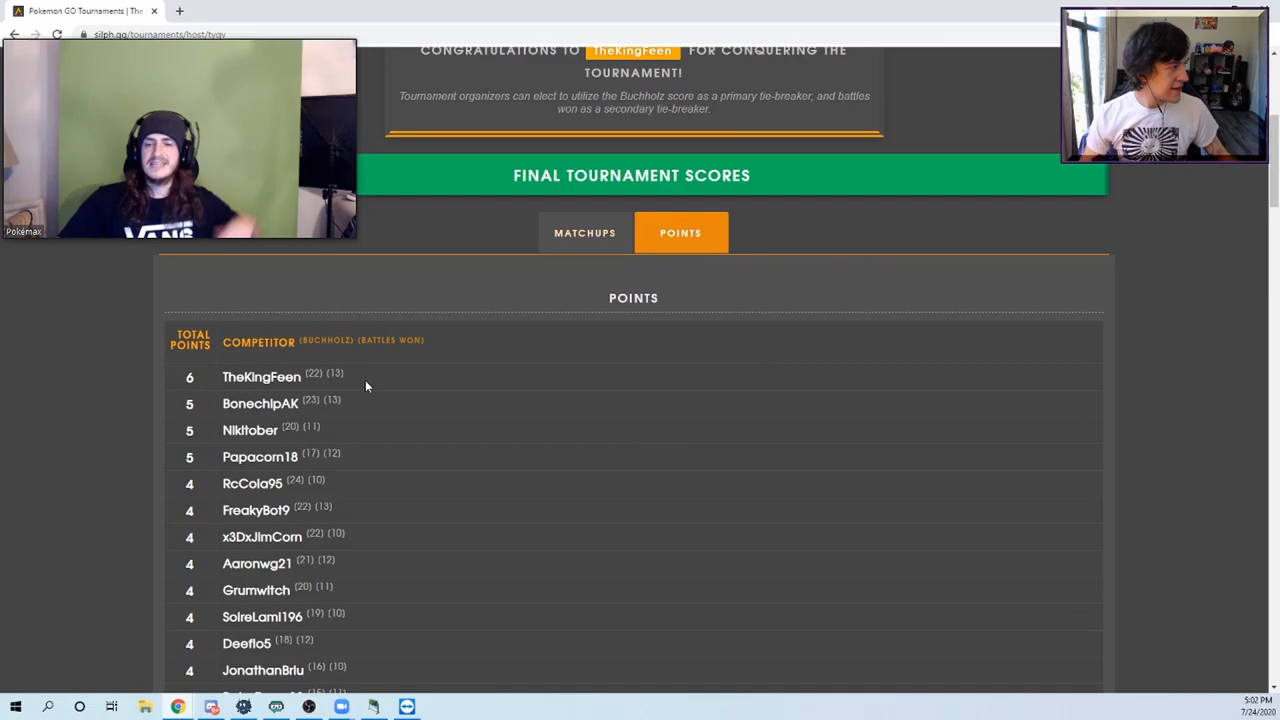 Pokemon GO Tournaments | The
silph.gg/tournaments/host/tyqv
CONGRATULATIONS TO TheKingFeen FOR CONQUERING THE
TOURNAMENT!
Tournament organizers can elect to utilize the Buchholz score as a primary tie-breaker, and battles
won as a secondary tie-breaker.
VANS
Pokémax
FINAL TOURNAMENT SCORES
MATCHUPS
POINTS
POINTS
TOTAL
POINTS
COMPETITOR (BUCHHOLZ) (BATTLES WON)
6 TheKingFeen (22) (13)
5 BonechipAK (23) (13)
5 Nikitober (20) (11)
5 Papacorn18 (17) (12)
4 RcCola95 (24) (10)
4 FreakyBot9 (22) (13)
4 x3DxJimCorn (22) (10)
4 Aaronwg21 (21) (12)
4 Grumwitch (20) (11)
4 SolreLami196 (19) (10)
4 Deeflo5 (18) (12)
4 JonathanBriu (16) (10)
5:02 PM
7/24/2020